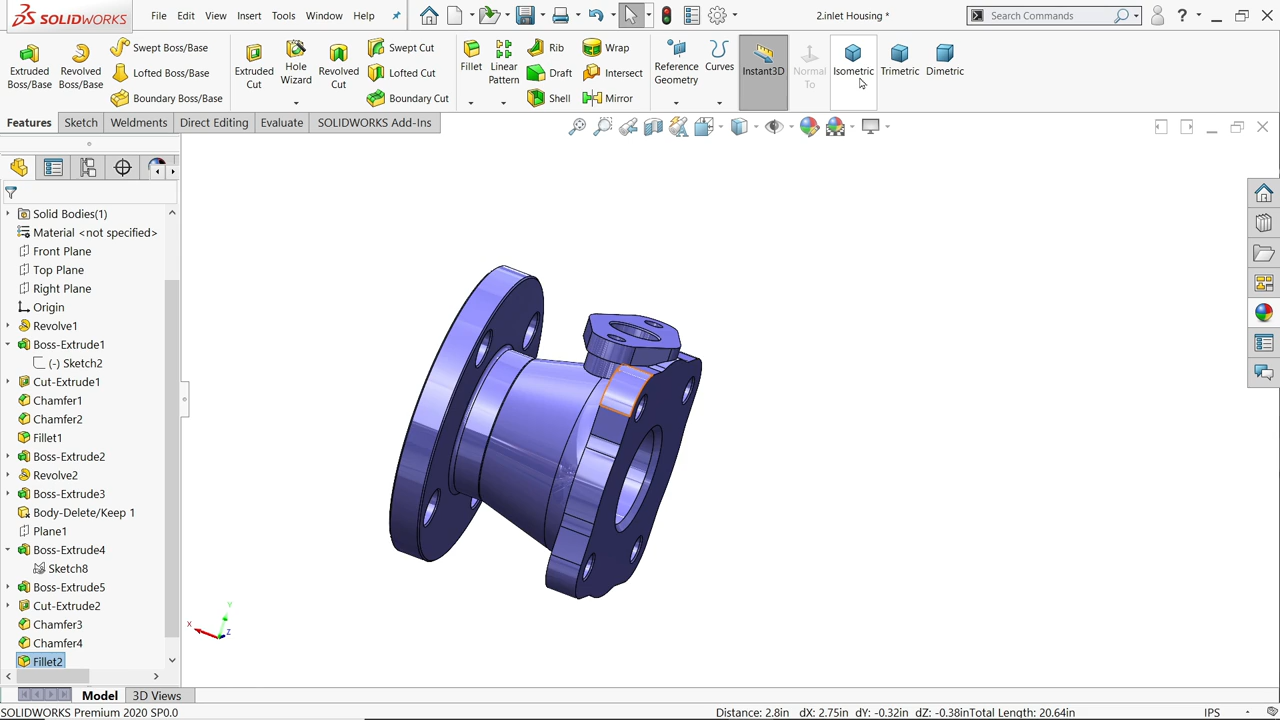 SOLIDWORKS
File Edit View Insert Tools Window Help
2.inlet Housing *
Search Commands
?
Extruded Boss/Base
Revolved Boss/Base
Swept Boss/Base
Lofted Boss/Base
Boundary Boss/Base
Extruded Cut
Hole Wizard
Revolved Cut
Swept Cut
Lofted Cut
Boundary Cut
Fillet
Linear Pattern
Rib
Draft
Shell
Wrap
Intersect
Mirror
Reference Geometry
Curves
Instant3D
Normal To
Isometric
Trimetric
Dimetric
Features Sketch Weldments Direct Editing Evaluate SOLIDWORKS Add-Ins
Solid Bodies(1)
Material <not specified>
Front Plane
Top Plane
Right Plane
Origin
Revolve1
Boss-Extrude1
(-) Sketch2
Cut-Extrude1
Chamfer1
Chamfer2
Fillet1
Boss-Extrude2
Revolve2
Boss-Extrude3
Body-Delete/Keep 1
Plane1
Boss-Extrude4
Sketch8
Boss-Extrude5
Cut-Extrude2
Chamfer3
Chamfer4
Fillet2
Y
X
Z
Model 3D Views
SOLIDWORKS Premium 2020 SP0.0
Distance: 2.8in dX: 2.75in dY: -0.32in dZ: -0.38inTotal Length: 20.64in
IPS